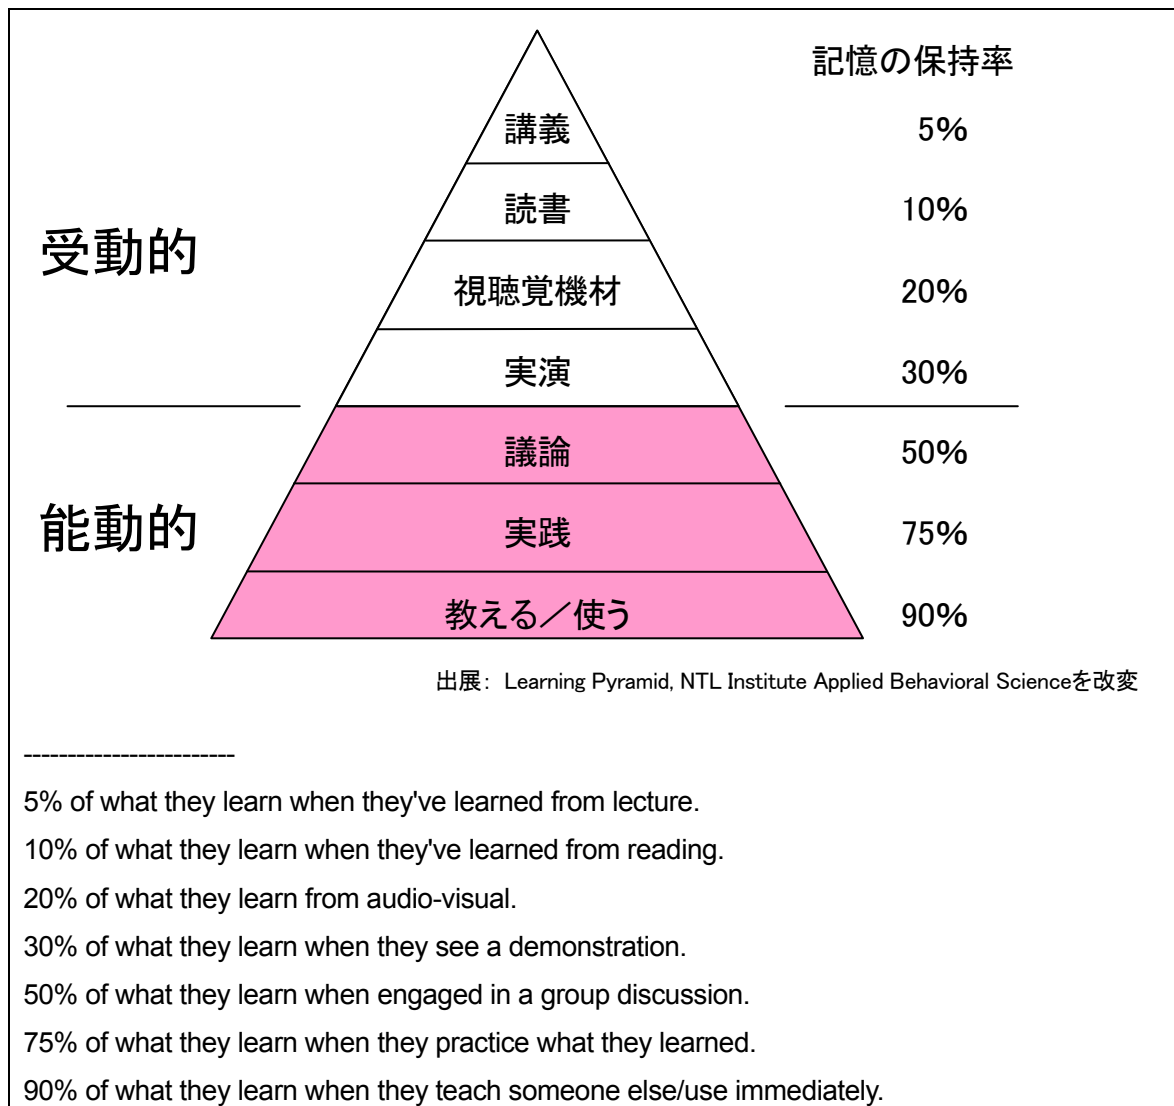 記憶の保持率
講義 5%
読書 10%
受動的
視聴覚機材 20%
実演 30%
議論 50%
能動的
実践 75%
教える／使う 90%
出展： Learning Pyramid, NTL Institute Applied Behavioral Scienceを改変
------------------------
5% of what they learn when they've learned from lecture.
10% of what they learn when they've learned from reading.
20% of what they learn from audio-visual.
30% of what they learn when they see a demonstration.
50% of what they learn when engaged in a group discussion.
75% of what they learn when they practice what they learned.
90% of what they learn when they teach someone else/use immediately.